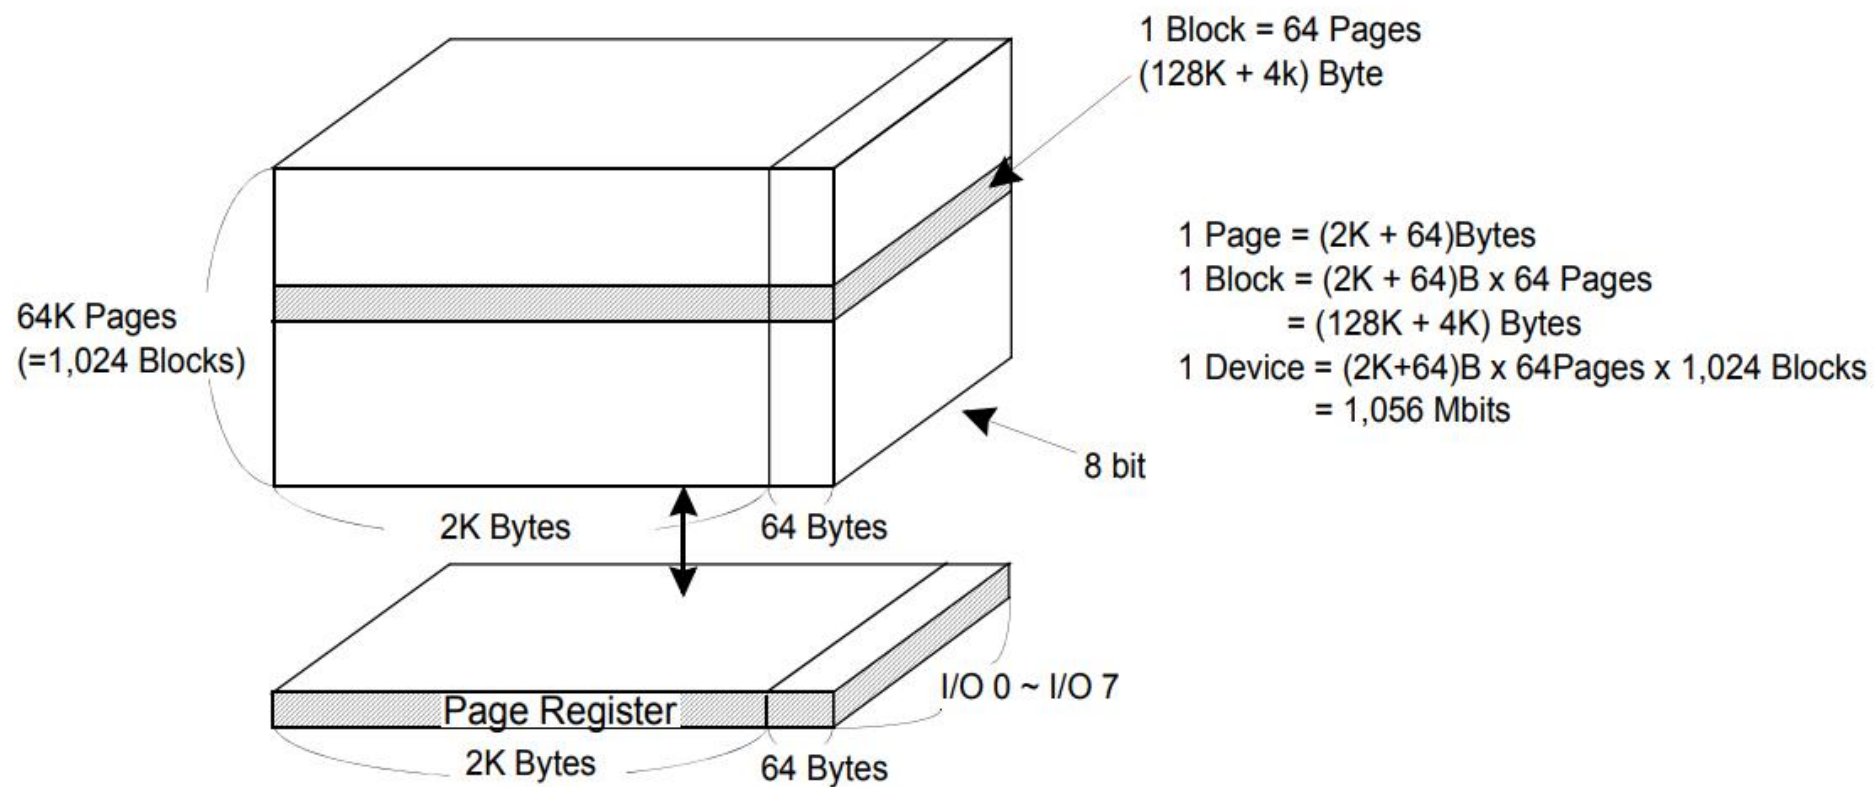 1 Block = 64 Pages
(128K + 4k) Byte
1 Page = (2K + 64)Bytes
1 Block = (2K + 64)B x 64 Pages
= (128K + 4K) Bytes
1 Device = (2K+64)B x 64Pages x 1,024 Blocks
= 1,056 Mbits
64K Pages
(=1,024 Blocks)
8 bit
2K Bytes
64 Bytes
I/O 0 ~ I/O 7
Page Register
2K Bytes
64 Bytes